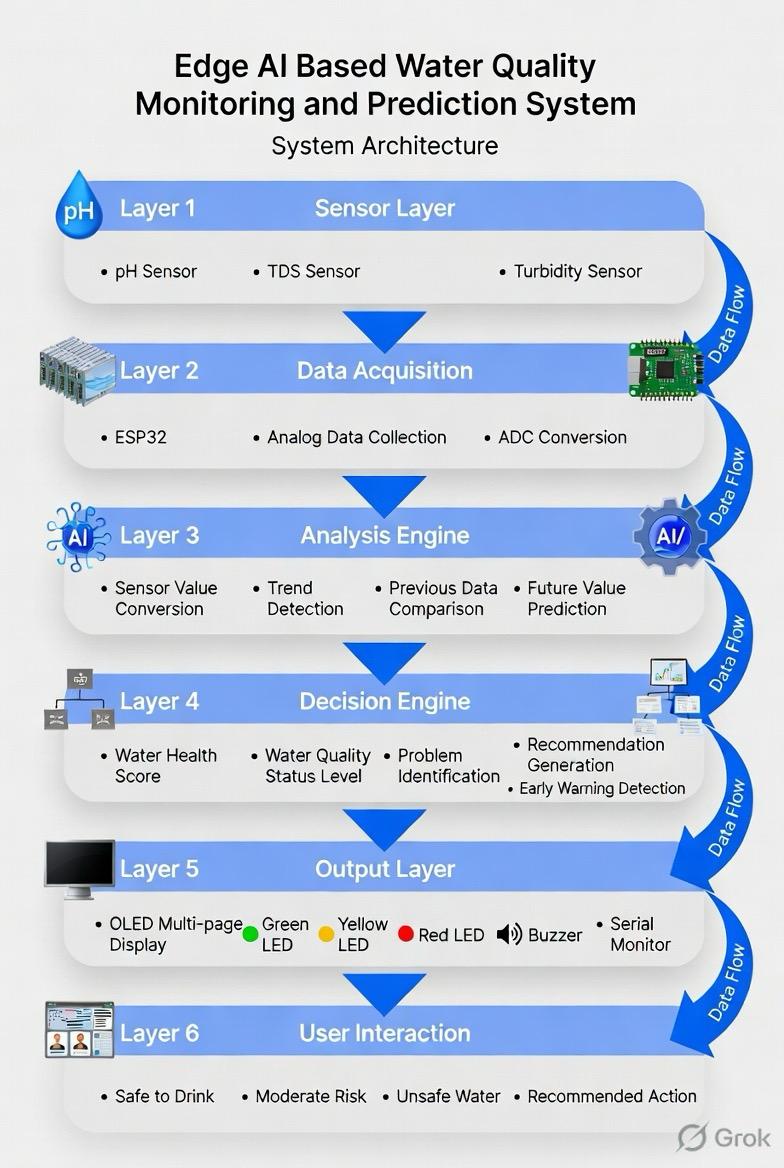 Edge AI Based Water Quality
Monitoring and Prediction System
System Architecture
pH
Layer 1 Sensor Layer
• pH Sensor • TDS Sensor • Turbidity Sensor
Data Flow
Layer 2 Data Acquisition
• ESP32 • Analog Data Collection • ADC Conversion
Data Flow
AI Layer 3 Analysis Engine AI/
• Sensor Value • Trend • Previous Data • Future Value
Conversion Detection Comparison Prediction
Data Flow
Layer 4 Decision Engine
• Water Health • Water Quality • Problem • Recommendation
Score Status Level Identification Generation
• Early Warning Detection
Data Flow
Layer 5 Output Layer
• OLED Multi-page Green Yellow Red LED Buzzer • Serial
Display LED LED Monitor
Data Flow
Layer 6 User Interaction
• Safe to Drink • Moderate Risk • Unsafe Water • Recommended Action
Grok